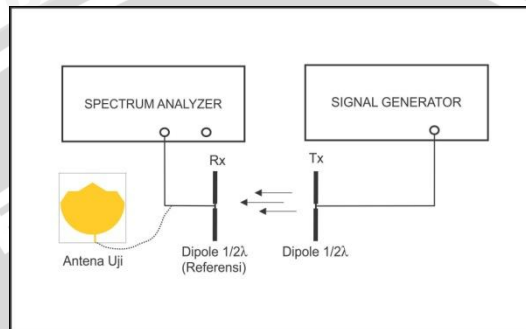 SPECTRUM ANALYZER
SIGNAL GENERATOR
Rx
Tx
Antena Uji
Dipole 1/2λ
(Referensi)
Dipole 1/2λ